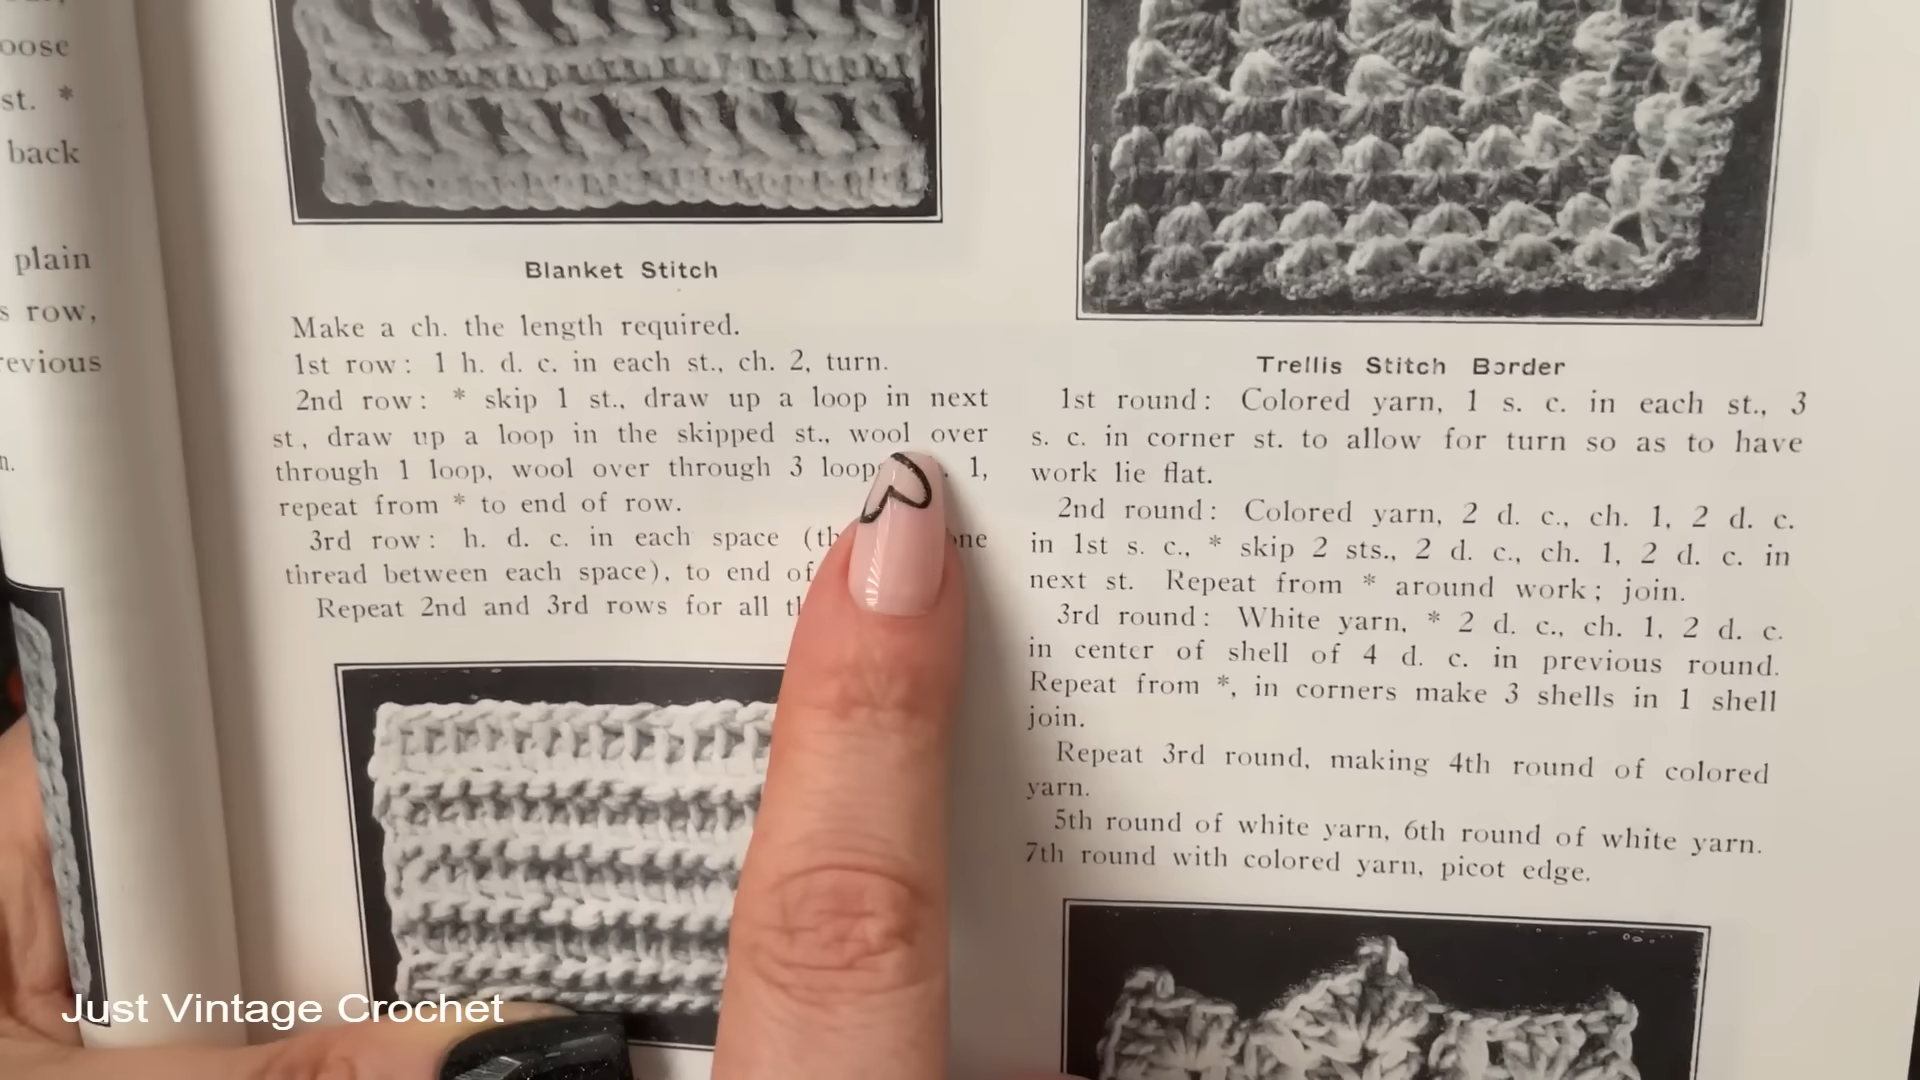 oose
st. *
back
plain
s row,
revious
n.
Blanket Stitch
Make a ch. the length required.
1st row: 1 h. d. c. in each st., ch. 2, turn.
2nd row: * skip 1 st., draw up a loop in next
st, draw up a loop in the skipped st., wool over
through 1 loop, wool over through 3 loop 1,
repeat from * to end of row.
3rd row: h. d. c. in each space (th one
thread between each space), to end of
Repeat 2nd and 3rd rows for all
Trellis Stitch Border
1st round: Colored yarn, 1 s. c. in each st., 3
s. c. in corner st. to allow for turn so as to have
work lie flat.
2nd round: Colored yarn, 2 d. c., ch. 1, 2 d. c.
in 1st s. c., * skip 2 sts., 2 d. c., ch. 1, 2 d. c. in
next st. Repeat from * around work; join.
3rd round: White yarn, * 2 d. c., ch. 1, 2 d. c.
in center of shell of 4 d. c. in previous round.
Repeat from *, in corners make 3 shells in 1 shell
join.
Repeat 3rd round, making 4th round of colored
yarn.
5th round of white yarn, 6th round of white yarn.
7th round with colored yarn, picot edge.
Just Vintage Crochet